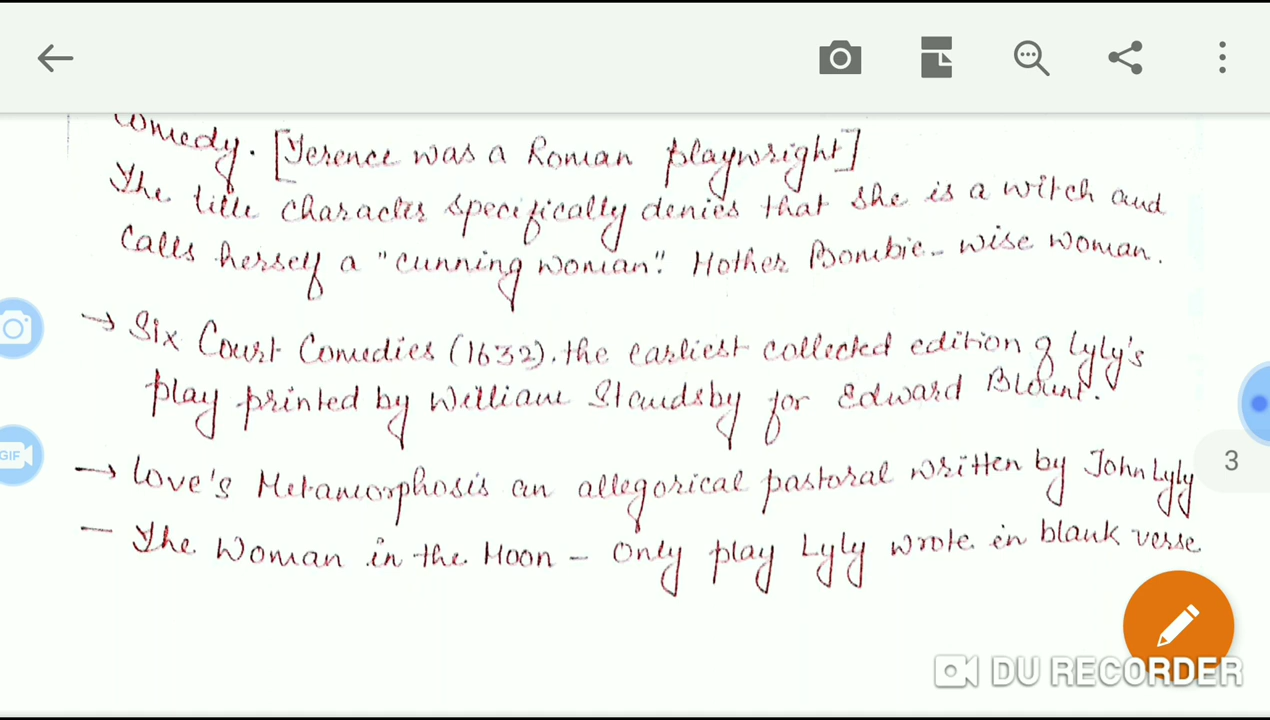 comedy. [Terence was a Roman playwright]
The title character specifically denies that she is a witch and
calls herself a "cunning woman". Mother Bombie - wise woman.
→ Six Court Comedies (1632). the earliest collected edition of Lyly's
play printed by William Standsby for Edward Blount.
→ Love's Metamorphosis an allegorical pastoral written by John Lyly
3
GIF
- The Woman in the Moon - Only play Lyly wrote in blank verse
DU RECORDER